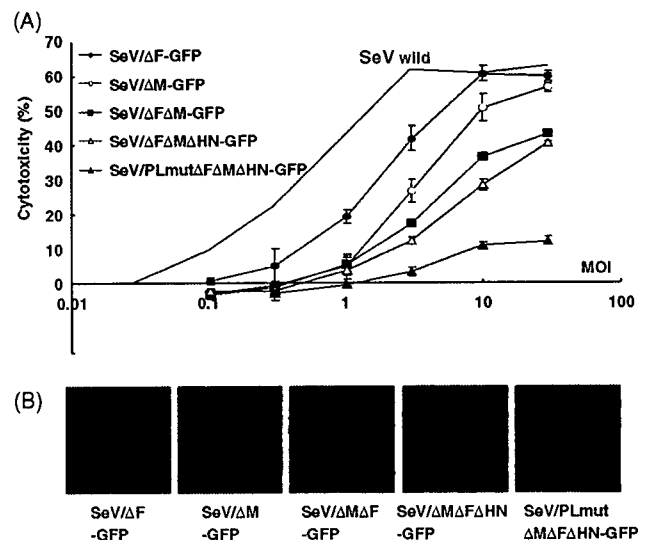 (A)
70
60
50
40
30
20
10
0
Cytotoxicity (%)
SeV/ΔF-GFP
SeV/ΔM-GFP
SeV/ΔFΔM-GFP
SeV/ΔFΔMΔHN-GFP
SeV/PLmutΔFΔMΔHN-GFP
SeV wild
MOI
0.01
0.1
1
10
100
(B)
SeV/ΔF
-GFP
SeV/ΔM
-GFP
SeV/ΔMΔF
-GFP
SeV/ΔMΔFΔHN
-GFP
SeV/PLmut
ΔMΔFΔHN-GFP